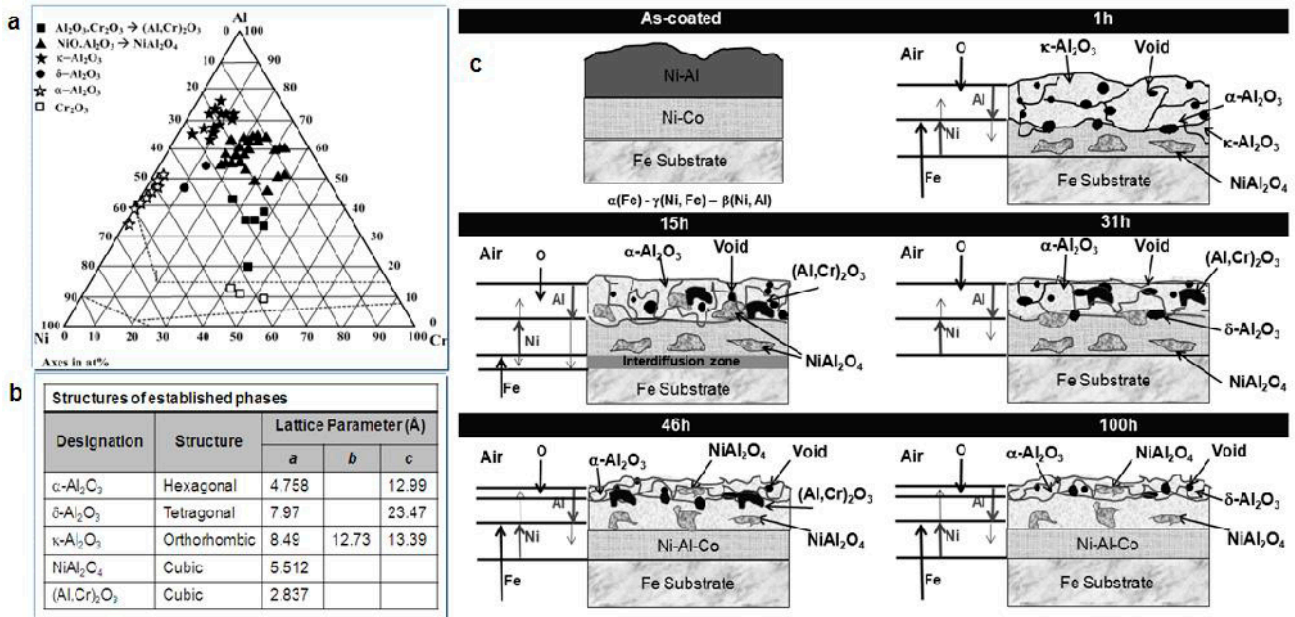 a
Al
0 100
■ Al₂O₃.Cr₂O₃ → (Al,Cr)₂O₃
▲ NiO.Al₂O₃ → NiAl₂O₄
★ κ–Al₂O₃
● δ–Al₂O₃
☆ α–Al₂O₃
□ Cr₂O₃
10 90
20 80
30 70
40 60
50 50
60 40
70 30
80 20
90 10
100 0
Ni 10 20 30 40 50 60 70 80 90 100 Cr
Axes in at%
b
Structures of established phases
Designation Structure Lattice Parameter (Å)
a b c
α-Al₂O₃ Hexagonal 4.758 12.99
δ-Al₂O₃ Tetragonal 7.97 23.47
κ-Al₂O₃ Orthorhombic 8.49 12.73 13.39
NiAl₂O₄ Cubic 5.512
(Al,Cr)₂O₃ Cubic 2.837
c
As-coated
Ni-Al
Ni-Co
Fe Substrate
α(Fe) - γ(Ni, Fe) – β(Ni, Al)
1h
Air O κ-Al₂O₃ Void
Al α-Al₂O₃
Ni κ-Al₂O₃
Fe Fe Substrate NiAl₂O₄
15h
Air O α-Al₂O₃ Void
Al (Al,Cr)₂O₃
Ni NiAl₂O₄
Interdiffusion zone
Fe Fe Substrate
31h
Air O α-Al₂O₃ Void (Al,Cr)₂O₃
Al δ-Al₂O₃
Ni
Fe Fe Substrate NiAl₂O₄
46h
Air O α-Al₂O₃ NiAl₂O₄ Void
Al (Al,Cr)₂O₃
Ni NiAl₂O₄
Ni-Al-Co
Fe Fe Substrate
100h
Air O α-Al₂O₃ NiAl₂O₄ Void
Al δ-Al₂O₃
Ni NiAl₂O₄
Ni-Al-Co
Fe Fe Substrate